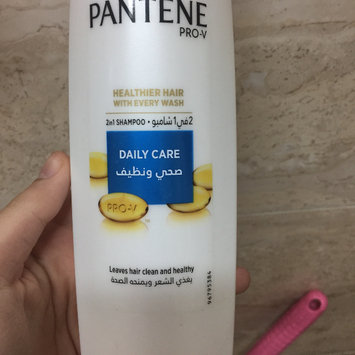 PANTENE
PRO-V
HEALTHIER HAIR
WITH EVERY WASH
2in1 SHAMPOO • 2 في 1 شامبو
DAILY CARE
صحي ونظيف
PRO-V
Leaves hair clean and healthy
يغذي الشعر ويمنحه الصحة
96795384